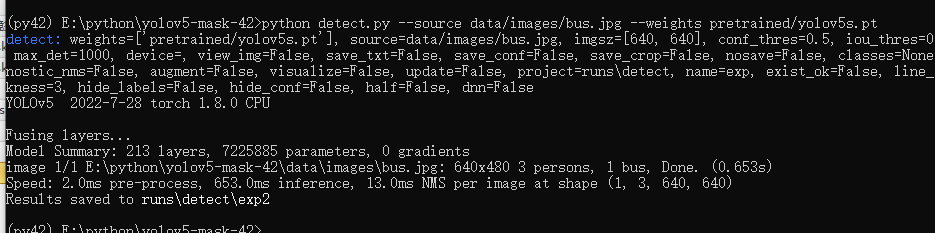 (py42) E:\python\yolov5-mask-42>python detect.py --source data/images/bus.jpg --weights pretrained/yolov5s.pt
detect: weights=['pretrained/yolov5s.pt'], source=data/images/bus.jpg, imgsz=[640, 640], conf_thres=0.5, iou_thres=0
max_det=1000, device=, view_img=False, save_txt=False, save_conf=False, save_crop=False, nosave=False, classes=None
nostic_nms=False, augment=False, visualize=False, update=False, project=runs\detect, name=exp, exist_ok=False, line_
kness=3, hide_labels=False, hide_conf=False, half=False, dnn=False
YOLOv5  2022-7-28 torch 1.8.0 CPU
Fusing layers...
Model Summary: 213 layers, 7225885 parameters, 0 gradients
image 1/1 E:\python\yolov5-mask-42\data\images\bus.jpg: 640x480 3 persons, 1 bus, Done. (0.653s)
Speed: 2.0ms pre-process, 653.0ms inference, 13.0ms NMS per image at shape (1, 3, 640, 640)
Results saved to runs\detect\exp2
(py42) E:\python\yolov5-mask-42>